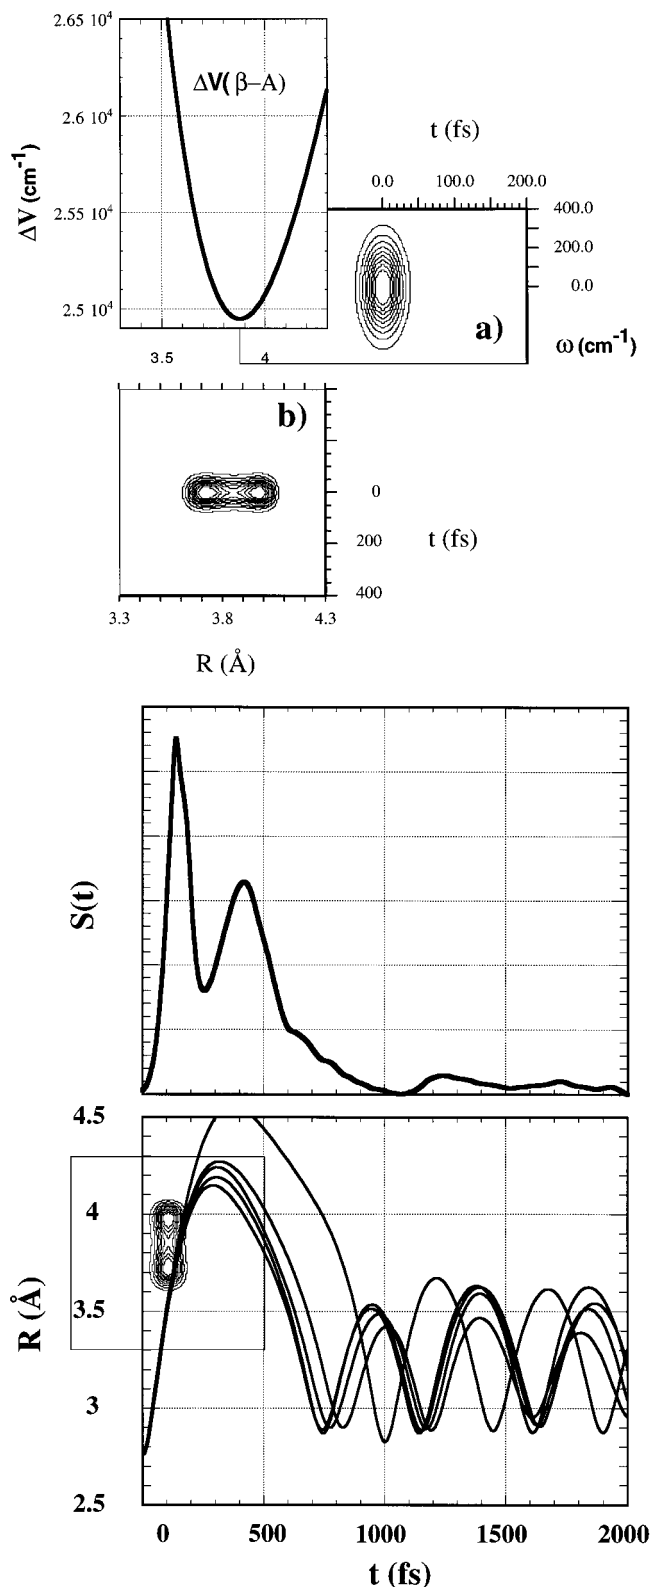 2.65 10⁴
ΔV(β–A)
2.6 10⁴
ΔV (cm⁻¹)
2.55 10⁴
2.5 10⁴
3.5
4
t (fs)
0.0
100.0
200.0
400.0
200.0
0.0
a)
ω (cm⁻¹)
b)
0
200
t (fs)
400
3.3
3.8
4.3
R (Å)
S(t)
4.5
4
3.5
R (Å)
3
2.5
0
500
1000
1500
2000
t (fs)